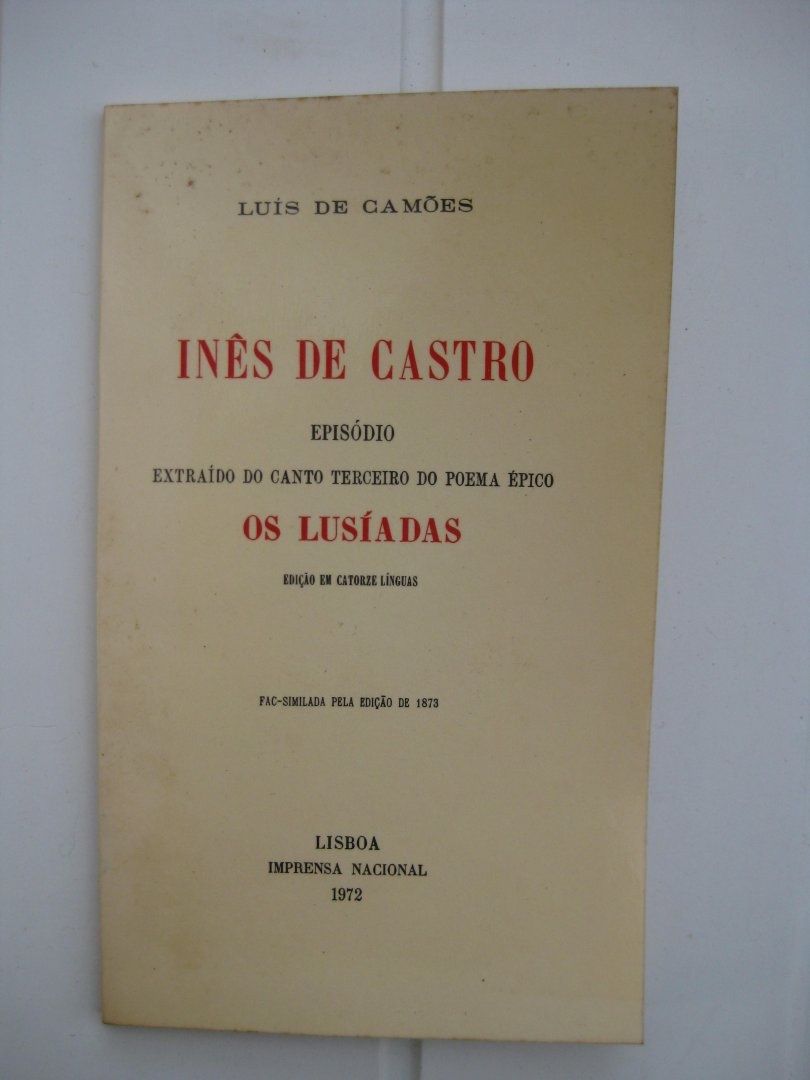 LUÍS DE CAMÕES
INÊS DE CASTRO
EPISÓDIO
EXTRAÍDO DO CANTO TERCEIRO DO POEMA ÉPICO
OS LUSÍADAS
EDIÇÃO EM CATORZE LÍNGUAS
FAC-SIMILADA PELA EDIÇÃO DE 1873
LISBOA
IMPRENSA NACIONAL
1972